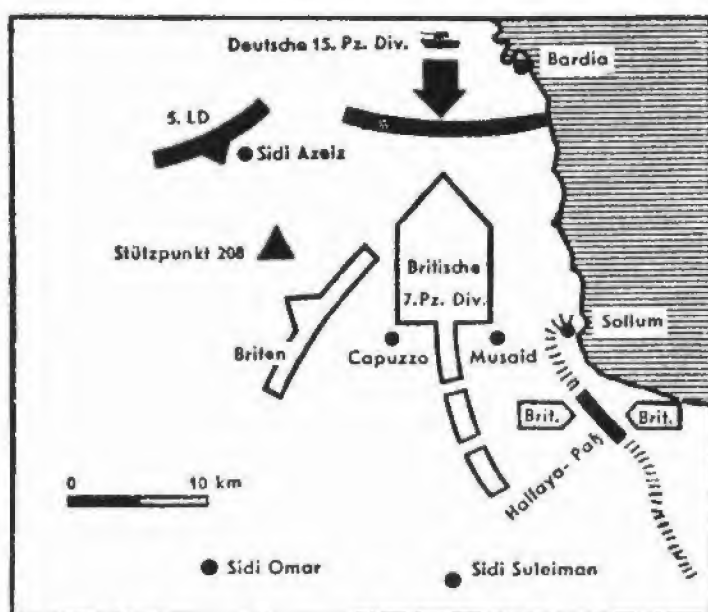 Deutsche 15. Pz. Div.
Bardia
5. LD
Sidi Azeiz
Stützpunkt 208
Britische
7. Pz. Div.
Sollum
Briten
Capuzzo
Musaid
Brit.
Brit.
0 10 km
Halfaya-Paß
Sidi Omar
Sidi Suleiman